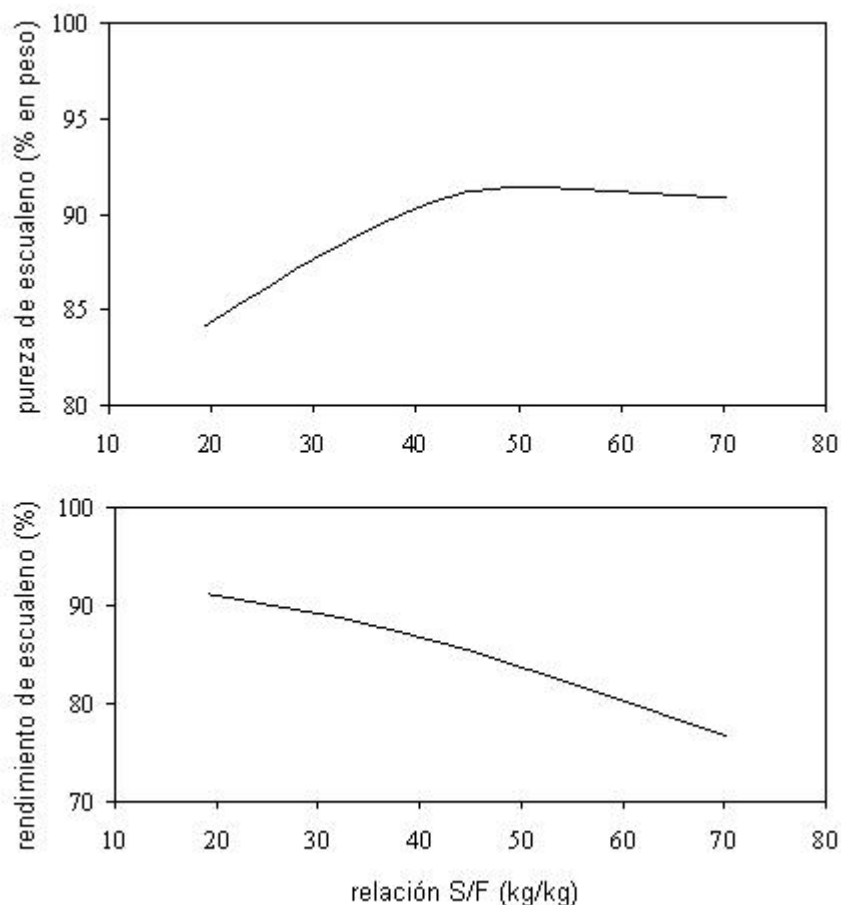 pureza de escualeno (% en peso)
100
95
90
85
80
10 20 30 40 50 60 70 80
rendimiento de escualeno (%)
100
90
80
70
10 20 30 40 50 60 70 80
relación S/F (kg/kg)